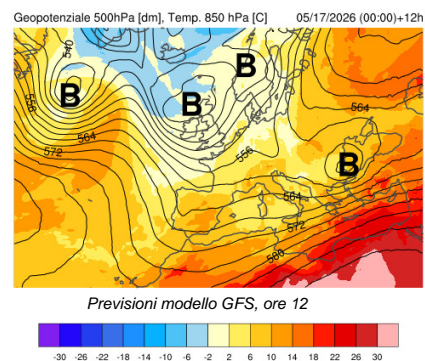 Geopotenziale 500hPa [dm], Temp. 850 hPa [C] 05/17/2026 (00:00)+12h
540
B
B
B
556
564
564
572
556
B
564
572
580
Previsioni modello GFS, ore 12
-30 -26 -22 -18 -14 -10 -6 -2 2 6 10 14 18 22 26 30